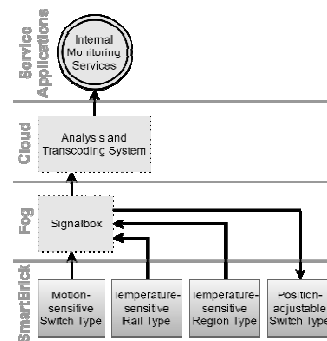 Service
Applications
Internal
Monitoring
Services
Cloud
Analysis and
Transcoding System
Fog
Signalbox
SmartBrick
Motion-
sensitive
Switch Type
Temperature-
sensitive
Rail Type
Temperature-
sensitive
Region Type
Position-
adjustable
Switch Type